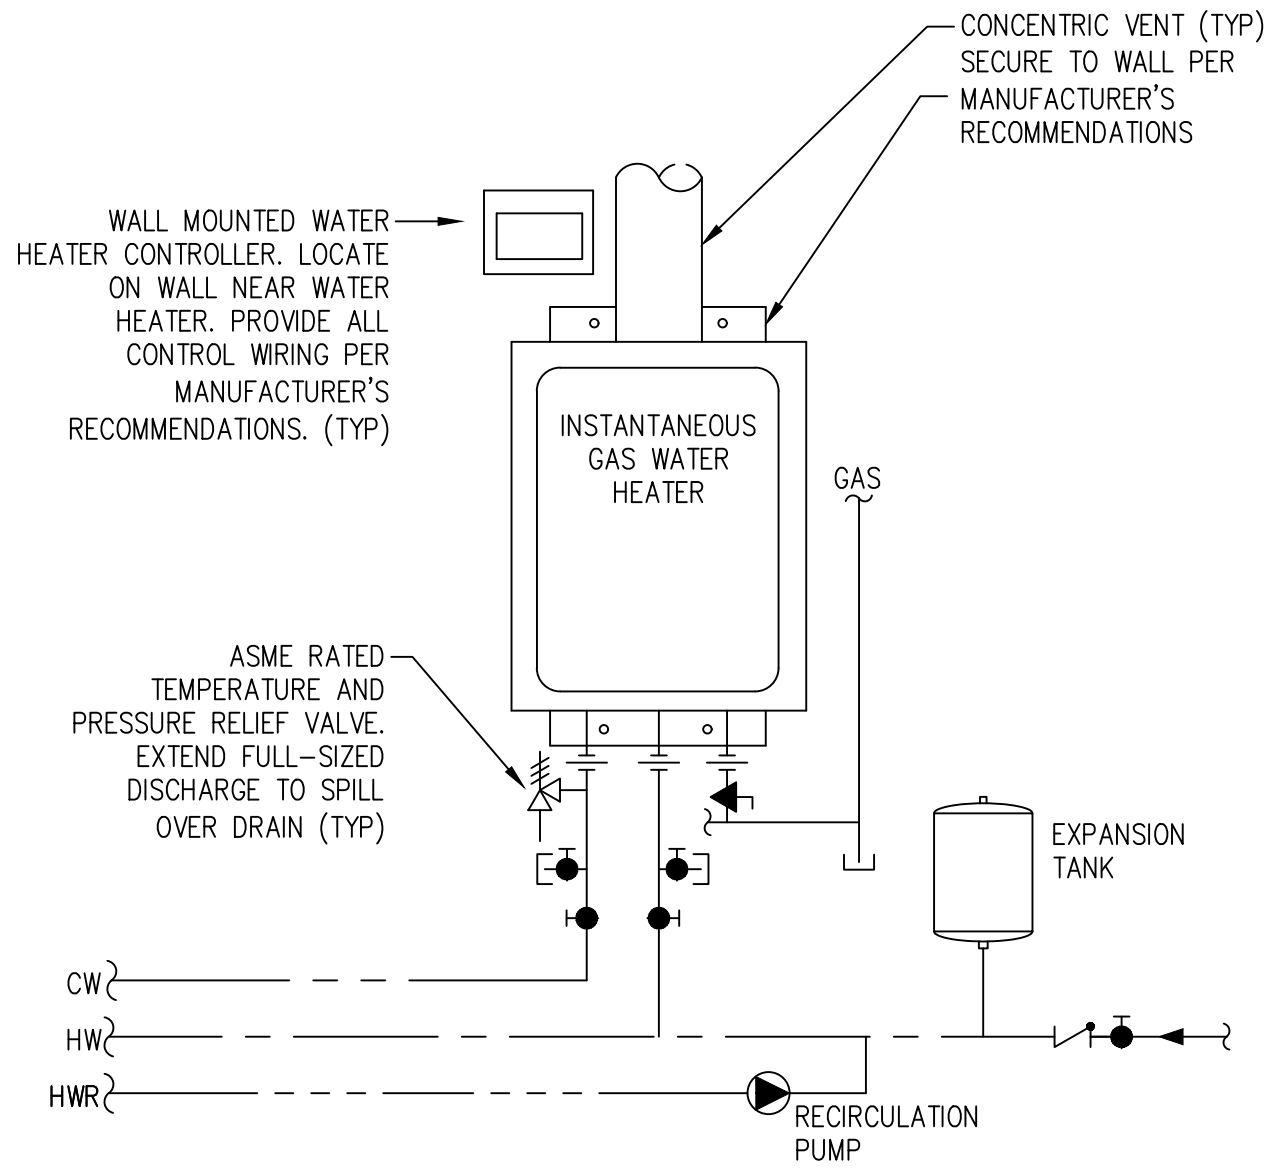 CONCENTRIC VENT (TYP)
SECURE TO WALL PER
MANUFACTURER'S
RECOMMENDATIONS
WALL MOUNTED WATER
HEATER CONTROLLER. LOCATE
ON WALL NEAR WATER
HEATER. PROVIDE ALL
CONTROL WIRING PER
MANUFACTURER'S
RECOMMENDATIONS. (TYP)
INSTANTANEOUS
GAS WATER
HEATER
GAS
ASME RATED
TEMPERATURE AND
PRESSURE RELIEF VALVE.
EXTEND FULL-SIZED
DISCHARGE TO SPILL
OVER DRAIN (TYP)
EXPANSION
TANK
CW
HW
HWR
RECIRCULATION
PUMP